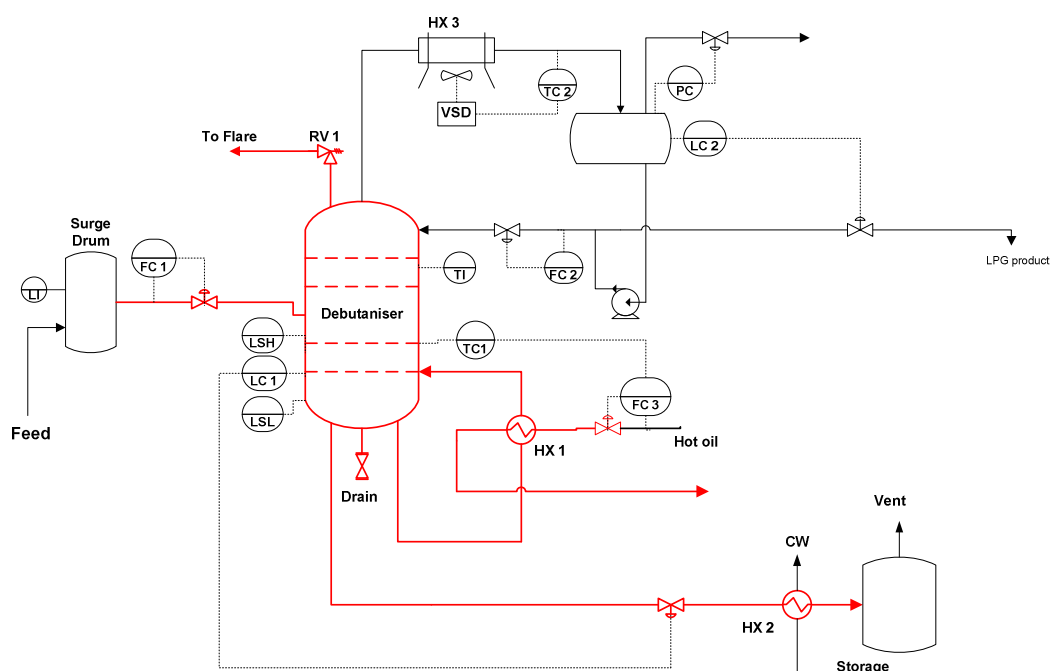 HX 3
TC 2
PC
VSD
To Flare
RV 1
LC 2
Surge
Drum
FC 1
TI
FC 2
LPG product
LI
Debutaniser
LSH
TC1
LC 1
FC 3
LSL
Feed
HX 1
Hot oil
Drain
Vent
CW
HX 2
Storage